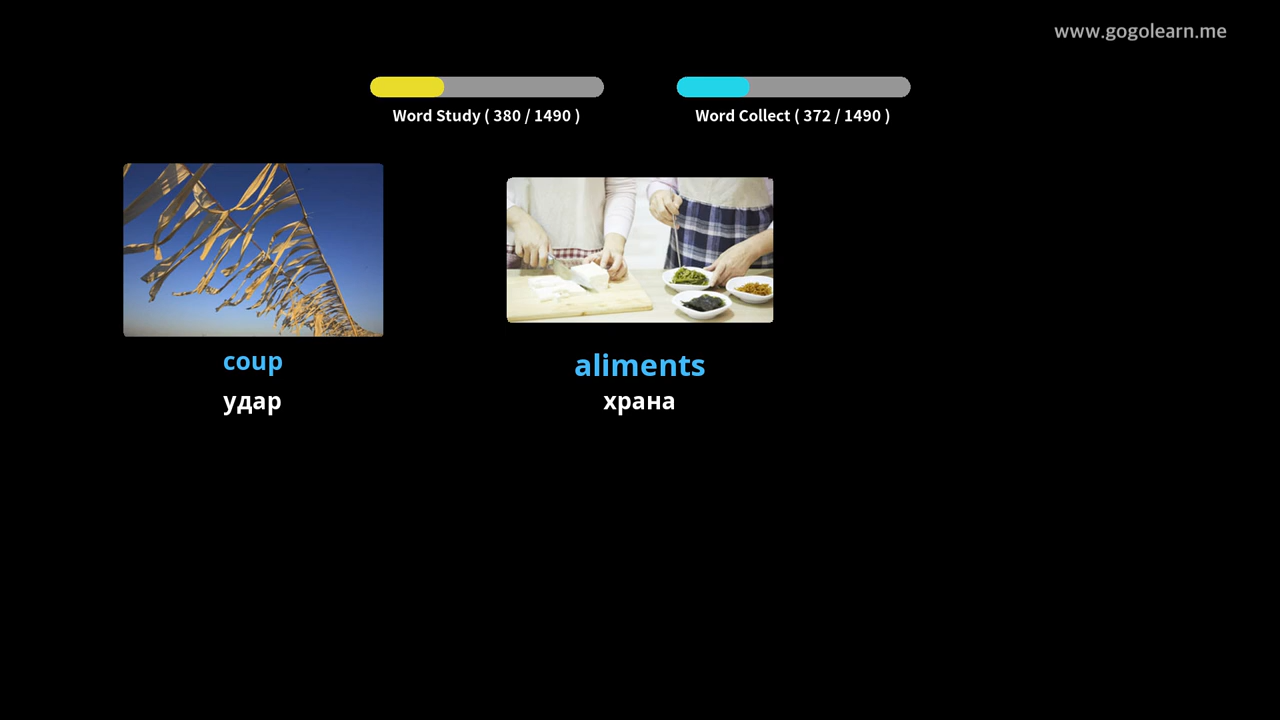 www.gogolearn.me
Word Study ( 380 / 1490 )
Word Collect ( 372 / 1490 )
coup
удар
aliments
храна